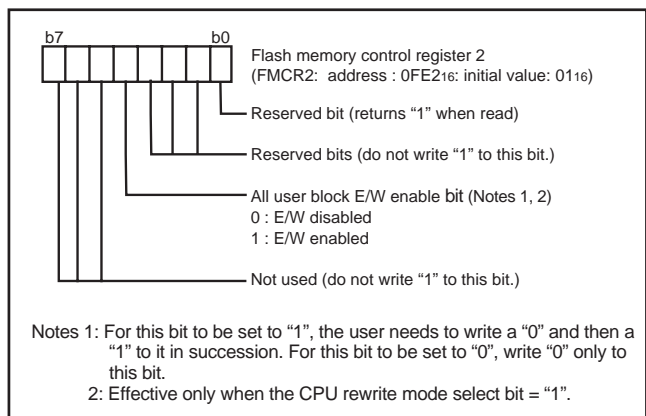 b7 b0
Flash memory control register 2
(FMCR2: address : 0FE216: initial value: 0116)
Reserved bit (returns “1” when read)
Reserved bits (do not write “1” to this bit.)
All user block E/W enable bit (Notes 1, 2)
0 : E/W disabled
1 : E/W enabled
Not used (do not write “1” to this bit.)
Notes 1: For this bit to be set to “1”, the user needs to write a “0” and then a
“1” to it in succession. For this bit to be set to “0”, write “0” only to
this bit.
2: Effective only when the CPU rewrite mode select bit = “1”.